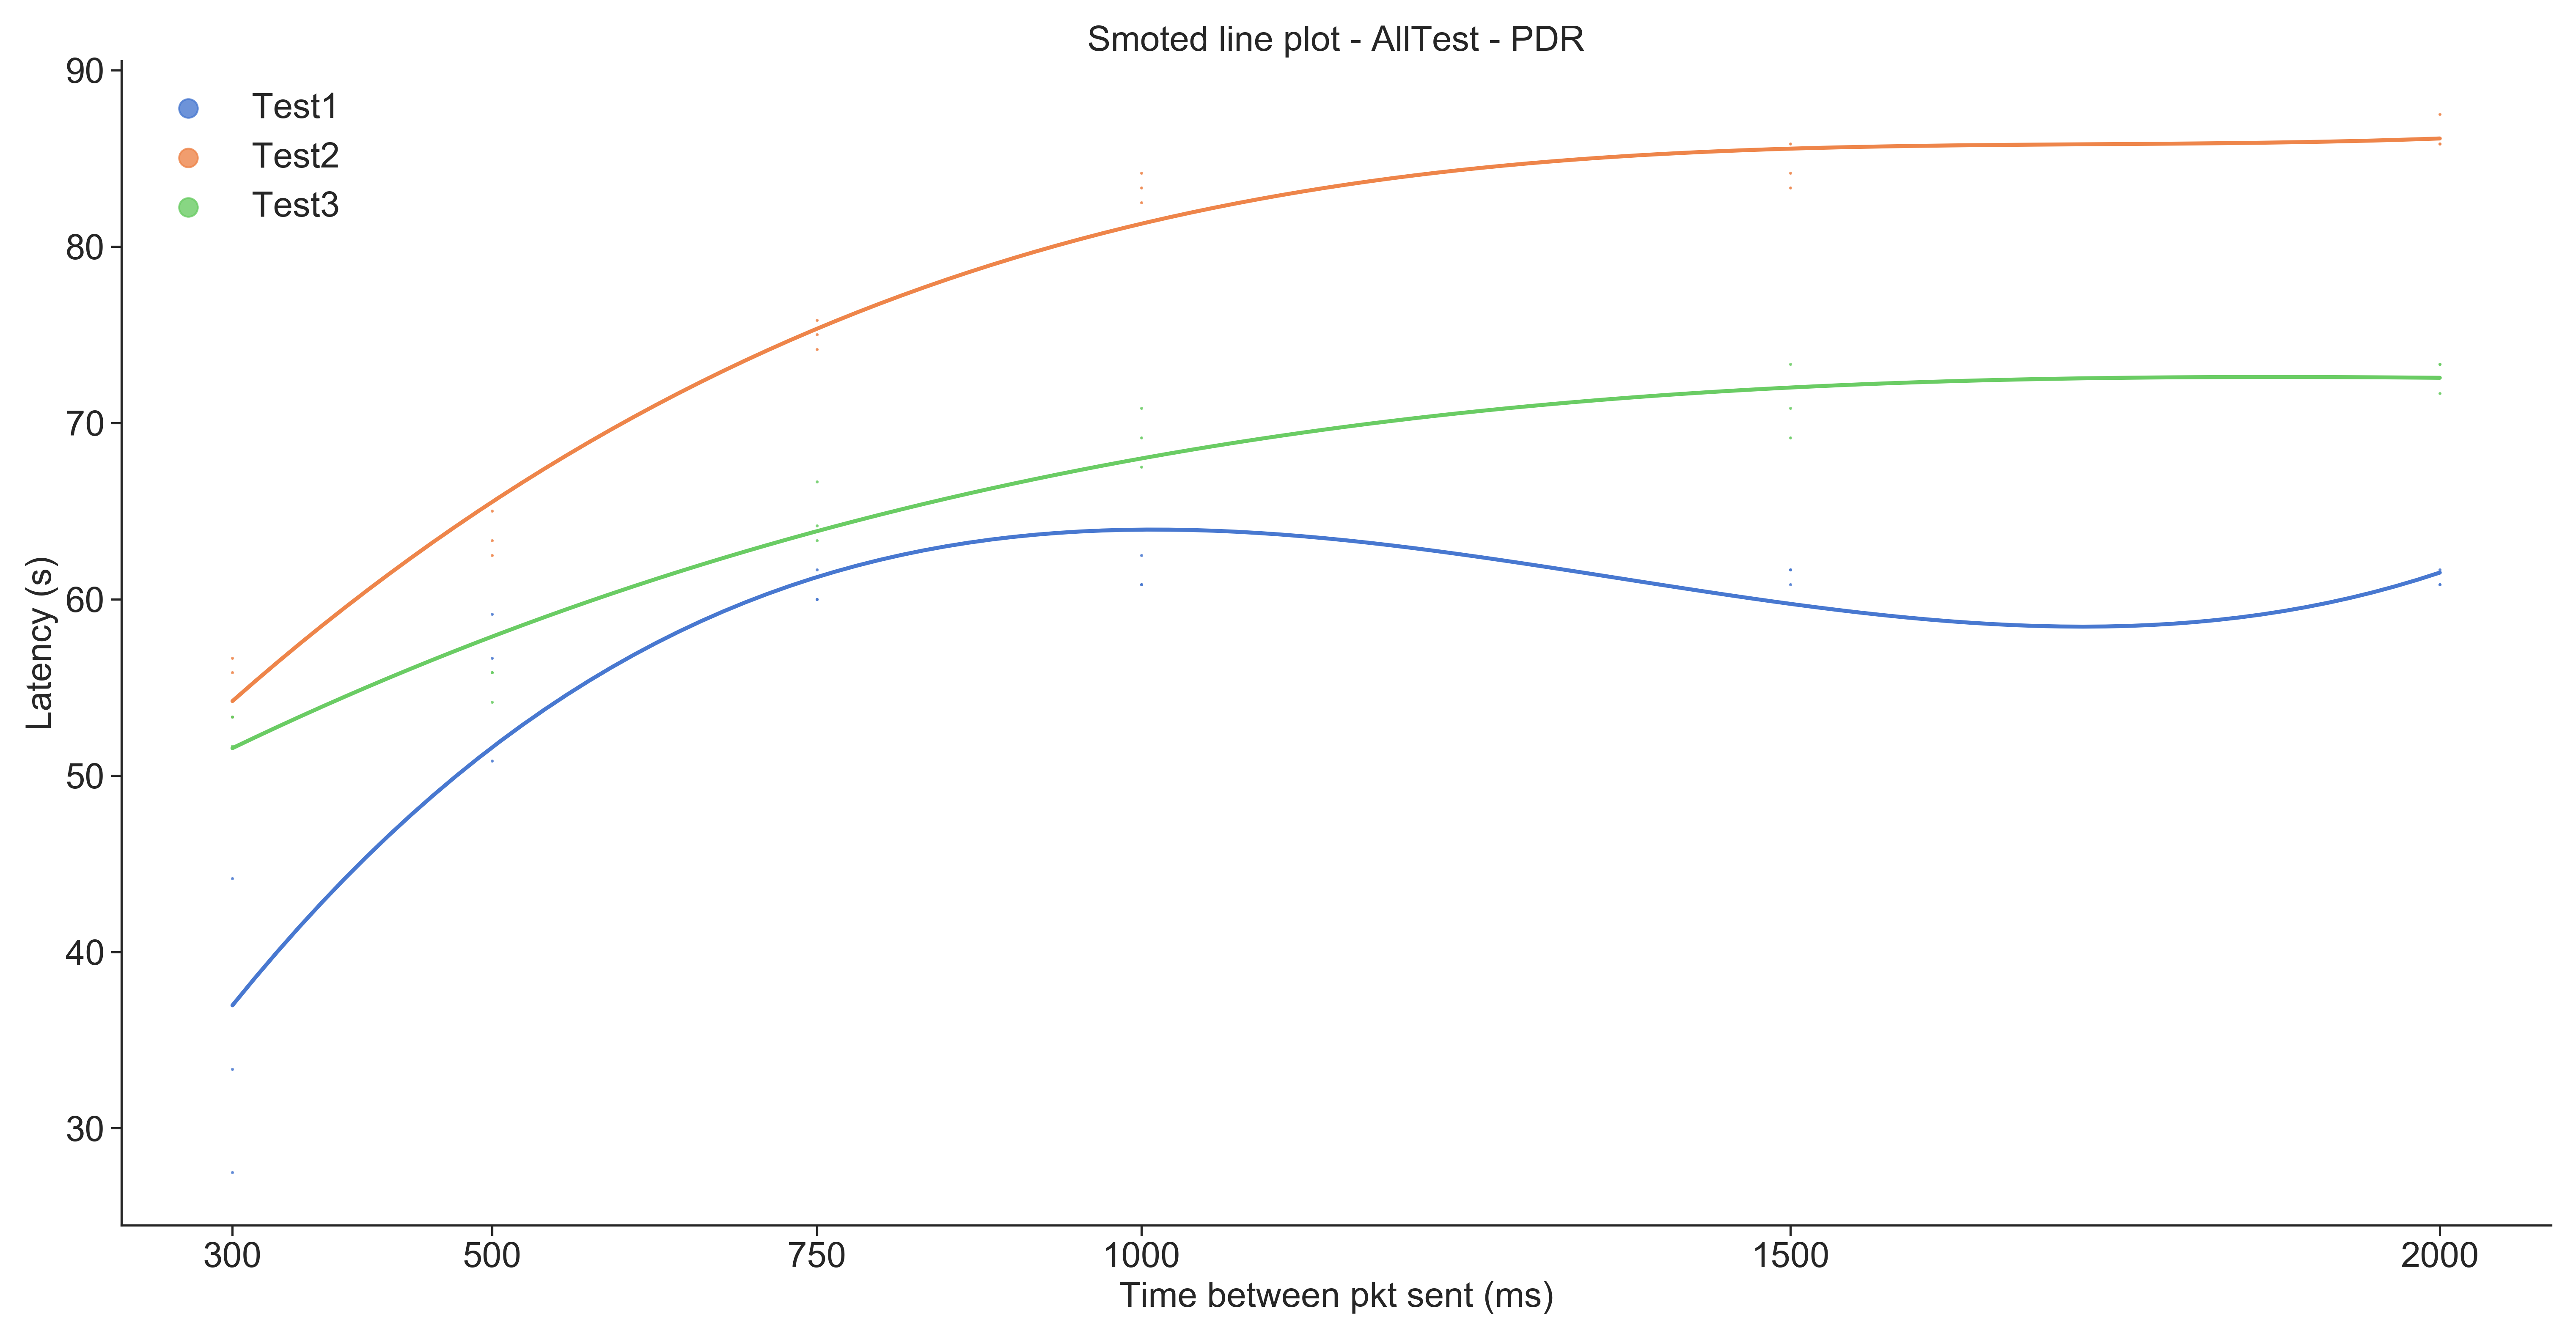 Smoted line plot - AllTest - PDR
90
80
70
60
50
40
30
Latency (s)
Test1
Test2
Test3
300 500 750 1000 1500 2000
Time between pkt sent (ms)